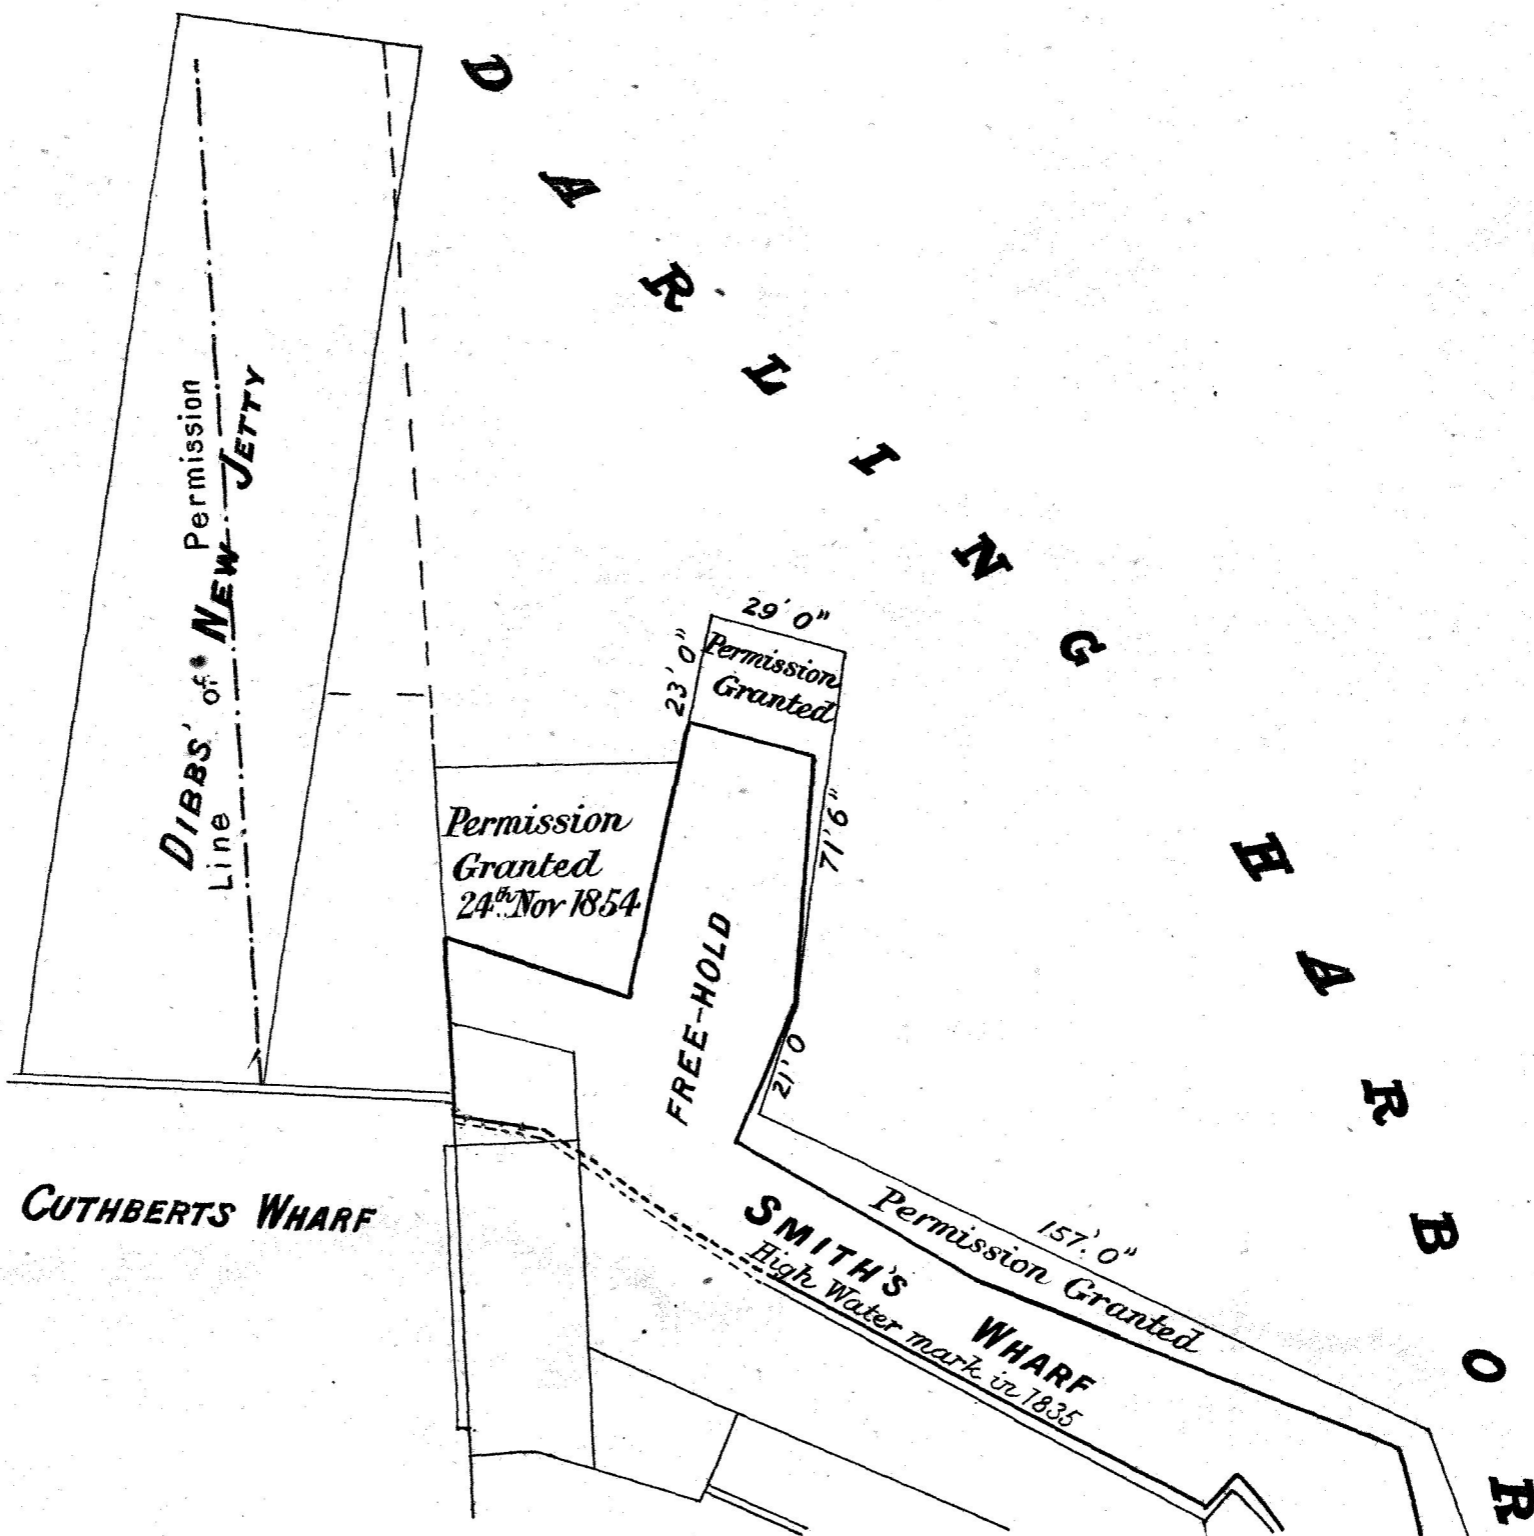 DARLING HARBOR
DIBBS' NEW JETTY
Line of Permission
29' 0"
23' 0"
Permission
Granted
71' 6"
Permission
Granted
24th Nov 1854
FREE-HOLD
21' 0
CUTHBERTS WHARF
157' 0"
Permission Granted
SMITH'S WHARF
High Water mark in 1835